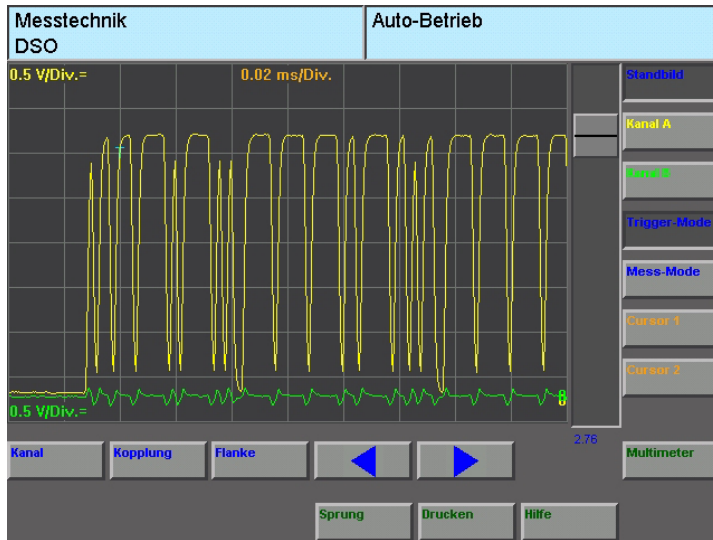 Messtechnik
DSO
Auto-Betrieb
0.5 V/Div.=
0.02 ms/Div.
0.5 V/Div.=
Standbild
Kanal A
Kanal B
Trigger-Mode
Mess-Mode
Cursor 1
Cursor 2
2.76
Multimeter
Kanal
Kopplung
Flanke
Sprung
Drucken
Hilfe